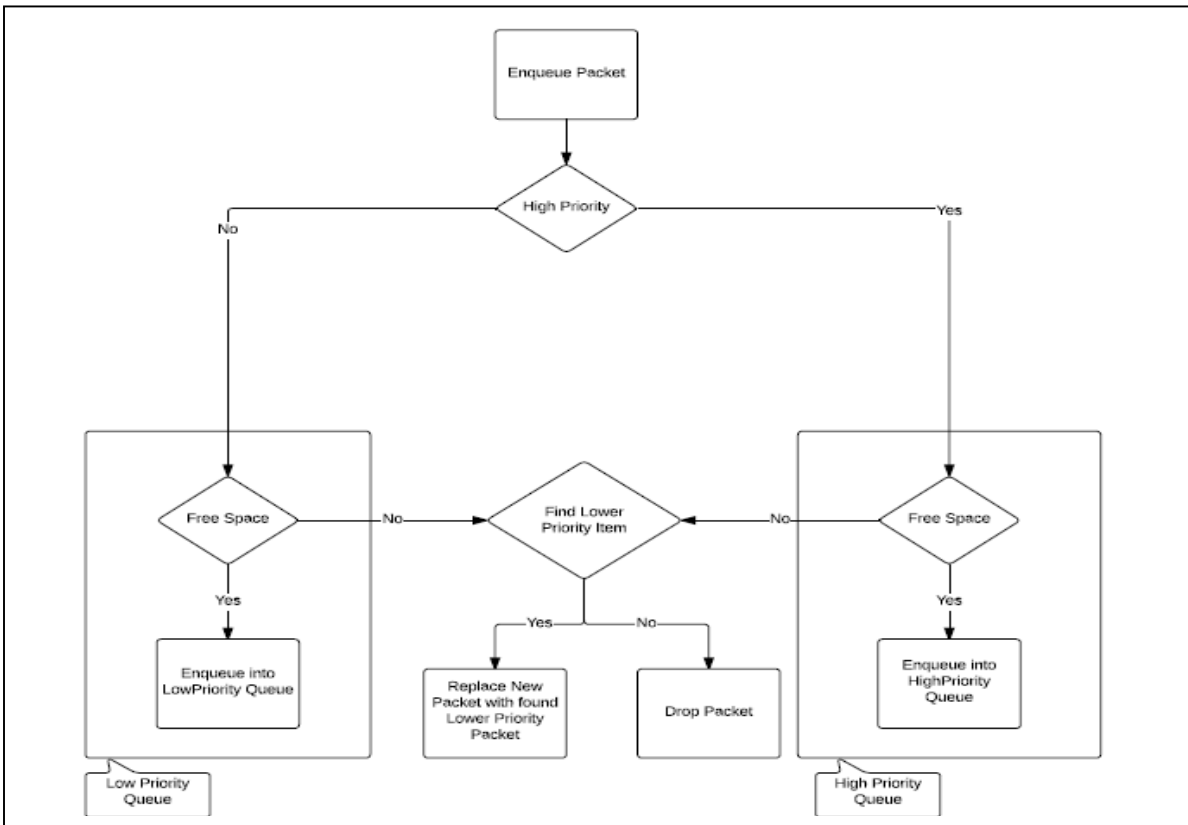 Enqueue Packet
High Priority
No
Yes
Free Space
No
Find Lower
Priority Item
No
Free Space
Yes
Yes
No
Yes
Enqueue into
LowPriority Queue
Replace New
Packet with found
Lower Priority
Packet
Drop Packet
Enqueue into
HighPriority
Queue
Low Priority
Queue
High Priority
Queue